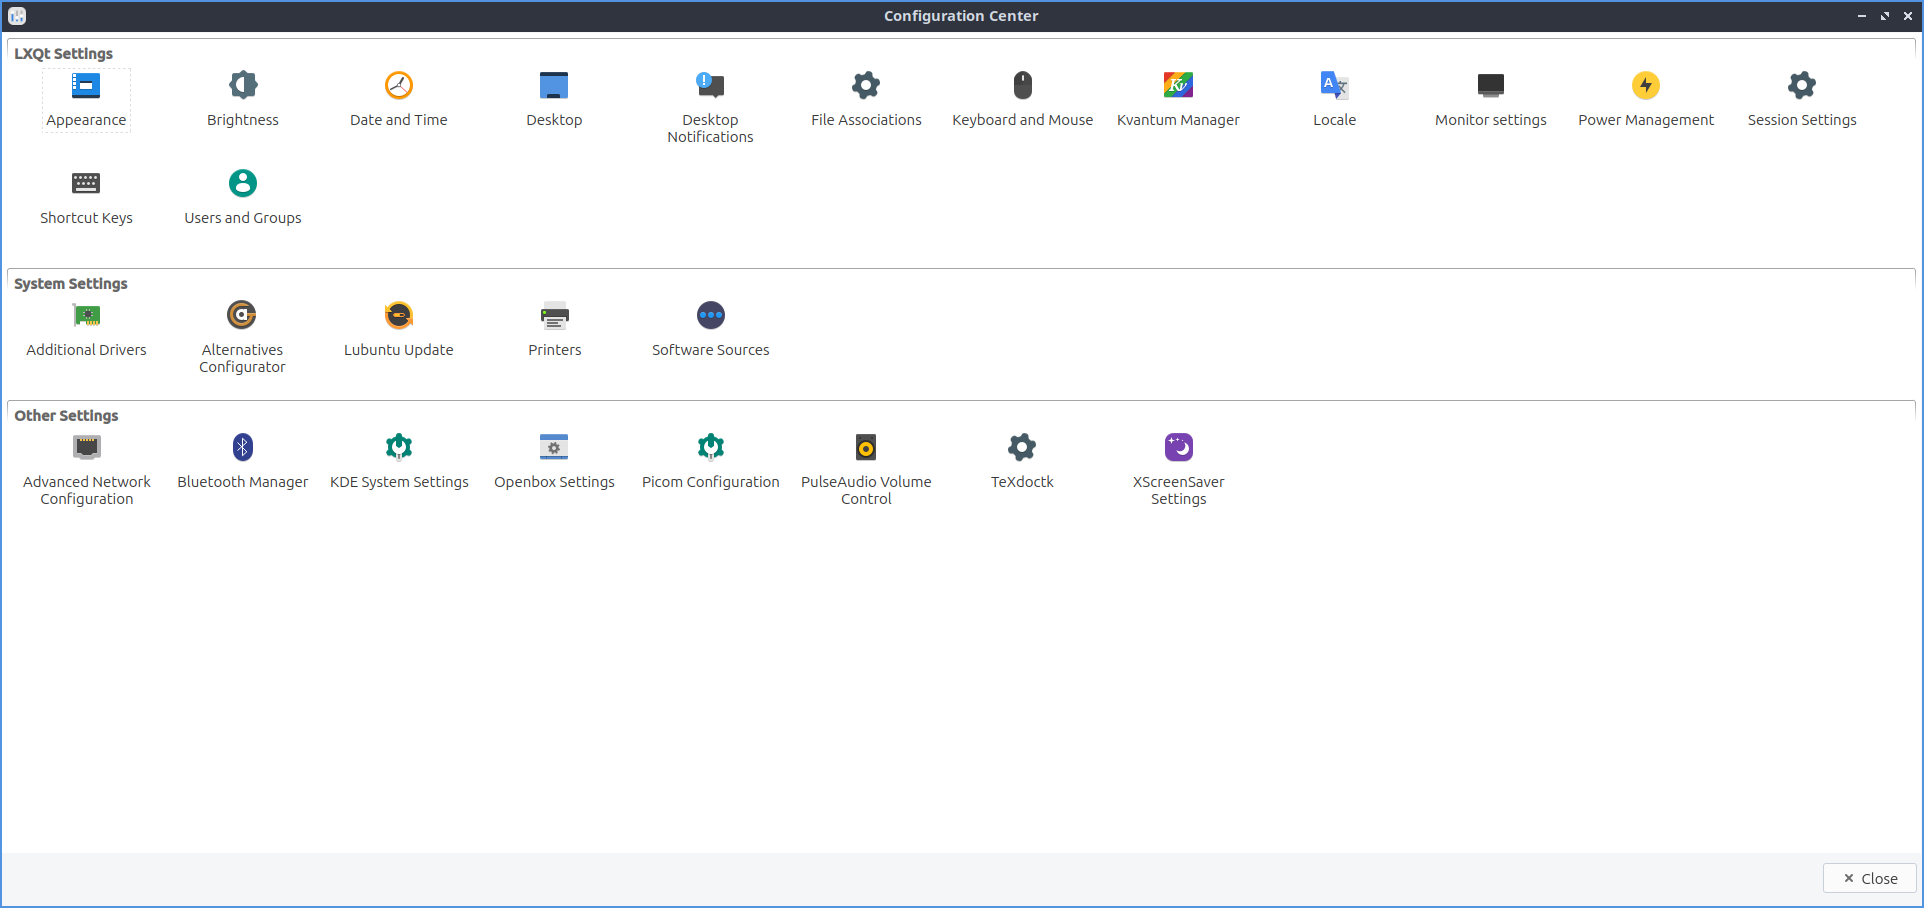 Configuration Center
LXQt Settings
Appearance
Brightness
Date and Time
Desktop
Desktop
Notifications
File Associations
Keyboard and Mouse
Kv
Kvantum Manager
A
Locale
Monitor settings
Power Management
Session Settings
Shortcut Keys
Users and Groups
System Settings
Additional Drivers
a
Alternatives
Configurator
Lubuntu Update
Printers
Software Sources
Other Settings
Advanced Network
Configuration
Bluetooth Manager
KDE System Settings
Openbox Settings
Picom Configuration
PulseAudio Volume
Control
TeXdoctk
XScreenSaver
Settings
Close